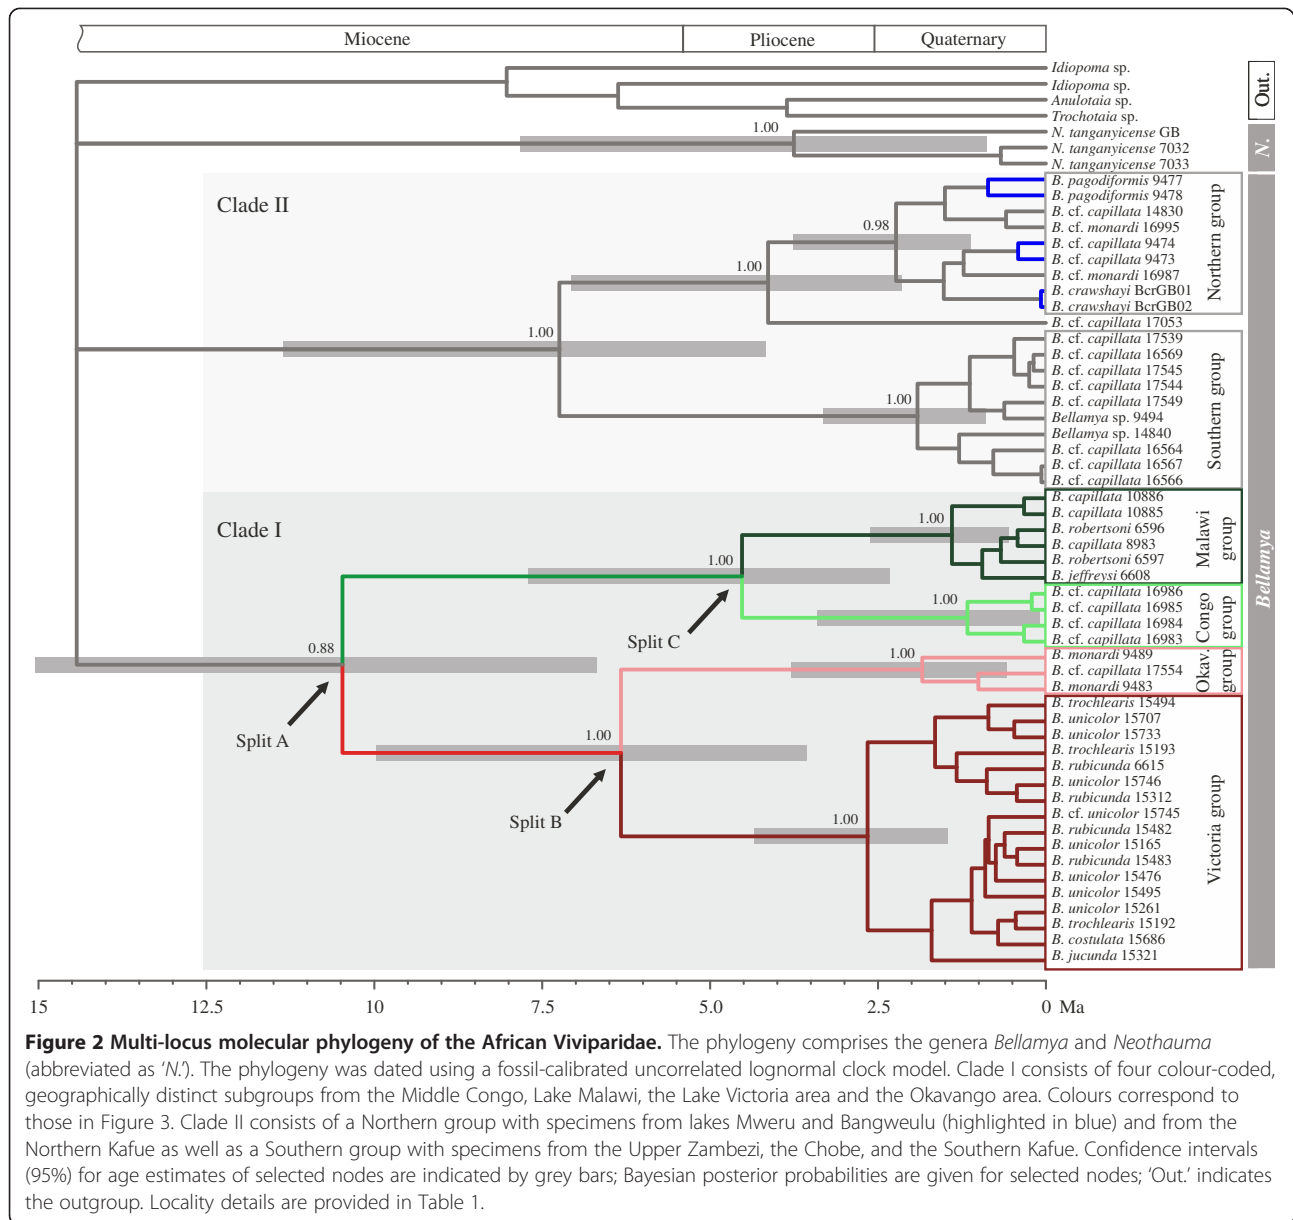 Miocene
Pliocene
Quaternary
Idiopoma sp.
Idiopoma sp.
Anulotaia sp.
Trochotaia sp.
Out.
1.00
N. tanganyicense GB
N. tanganyicense 7032
N. tanganyicense 7033
N.
Clade II
B. pagodiformis 9477
B. pagodiformis 9478
B. cf. capillata 14830
B. cf. monardi 16995
B. cf. capillata 9474
B. cf. capillata 9473
B. cf. monardi 16987
B. crawshayi BcrGB01
B. crawshayi BcrGB02
Northern group
0.98
1.00
B. cf. capillata 17053
1.00
B. cf. capillata 17539
B. cf. capillata 16569
B. cf. capillata 17545
B. cf. capillata 17544
B. cf. capillata 17549
Bellamya sp. 9494
Bellamya sp. 14840
B. cf. capillata 16564
B. cf. capillata 16567
B. cf. capillata 16566
Southern group
1.00
Clade I
B. capillata 10886
B. capillata 10885
B. robertsoni 6596
B. capillata 8983
B. robertsoni 6597
B. jeffreysi 6608
Malawi
group
1.00
1.00
Split C
B. cf. capillata 16986
B. cf. capillata 16985
B. cf. capillata 16984
B. cf. capillata 16983
Congo
group
1.00
0.88
Split A
B. monardi 9489
B. cf. capillata 17554
B. monardi 9483
Okav.
group
1.00
1.00
Split B
B. trochlearis 15494
B. unicolor 15707
B. unicolor 15733
B. trochlearis 15193
B. rubicunda 6615
B. unicolor 15746
B. rubicunda 15312
B. cf. unicolor 15745
B. rubicunda 15482
B. unicolor 15165
B. rubicunda 15483
B. unicolor 15476
B. unicolor 15495
B. unicolor 15261
B. trochlearis 15192
B. costulata 15686
B. jucunda 15321
Victoria group
1.00
Bellamya
15 12.5 10 7.5 5.0 2.5 0 Ma
Figure 2 Multi-locus molecular phylogeny of the African Viviparidae. The phylogeny comprises the genera Bellamya and Neothauma
(abbreviated as ‘N.’). The phylogeny was dated using a fossil-calibrated uncorrelated lognormal clock model. Clade I consists of four colour-coded,
geographically distinct subgroups from the Middle Congo, Lake Malawi, the Lake Victoria area and the Okavango area. Colours correspond to
those in Figure 3. Clade II consists of a Northern group with specimens from lakes Mweru and Bangweulu (highlighted in blue) and from the
Northern Kafue as well as a Southern group with specimens from the Upper Zambezi, the Chobe, and the Southern Kafue. Confidence intervals
(95%) for age estimates of selected nodes are indicated by grey bars; Bayesian posterior probabilities are given for selected nodes; ‘Out.’ indicates
the outgroup. Locality details are provided in Table 1.